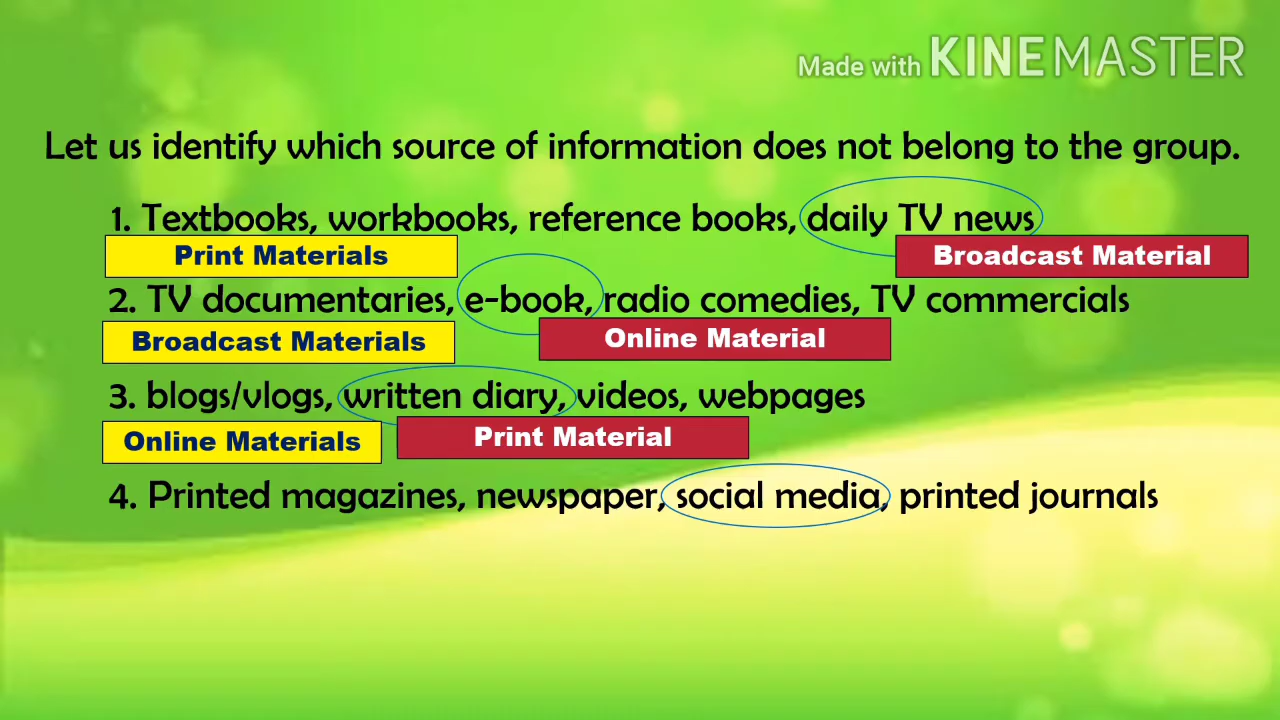 Made with KINEMASTER
Let us identify which source of information does not belong to the group.
1. Textbooks, workbooks, reference books, daily TV news
Print Materials
Broadcast Material
2. TV documentaries, e-book, radio comedies, TV commercials
Broadcast Materials
Online Material
3. blogs/vlogs, written diary, videos, webpages
Online Materials
Print Material
4. Printed magazines, newspaper, social media, printed journals